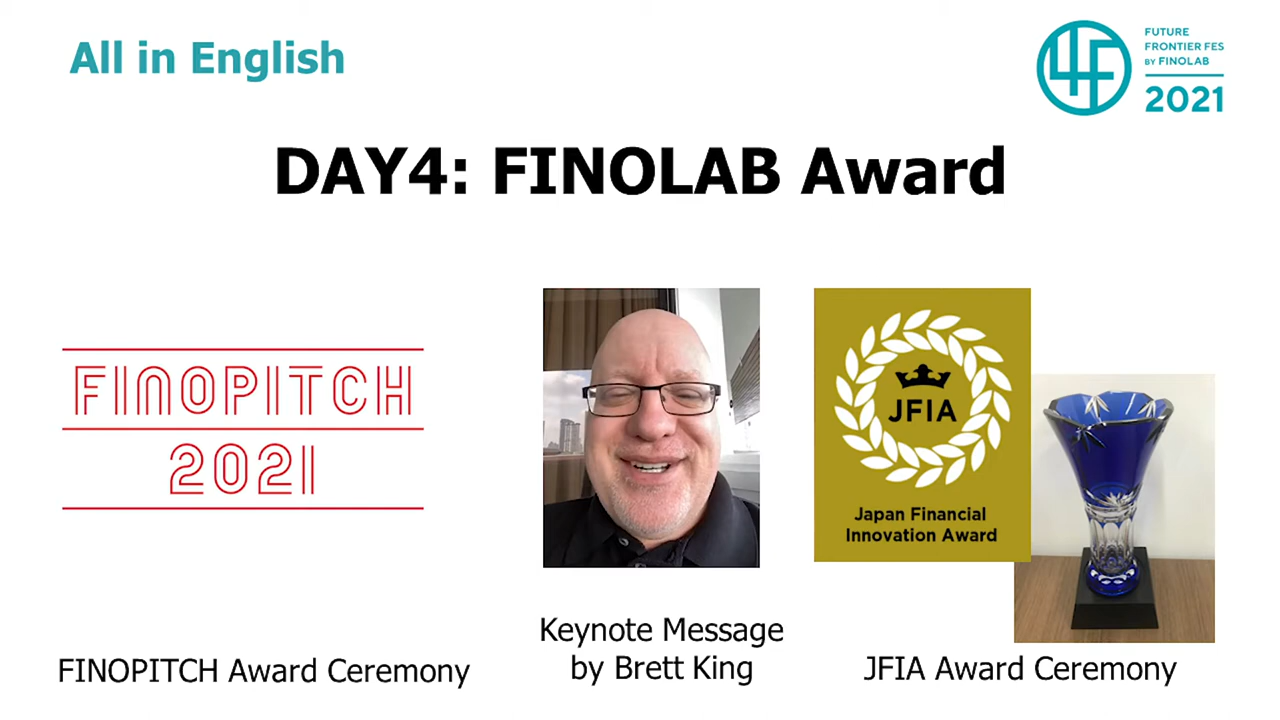 All in English
4F
FUTURE
FRONTIER FES
BY FINOLAB
2021
DAY4: FINOLAB Award
FINOPITCH
2021
JFIA
Japan Financial
Innovation Award
Keynote Message
by Brett King
FINOPITCH Award Ceremony
JFIA Award Ceremony